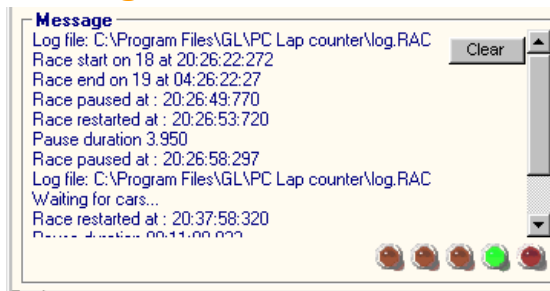 Message
Log file: C:\Program Files\GL\PC Lap counter\log.RAC
Clear
Race start on 18 at 20:26:22:272
Race end on 19 at 04:26:22:27
Race paused at : 20:26:49:770
Race restarted at : 20:26:53:720
Pause duration 3.950
Race paused at : 20:26:58:297
Log file: C:\Program Files\GL\PC Lap counter\log.RAC
Waiting for cars...
Race restarted at : 20:37:58:320